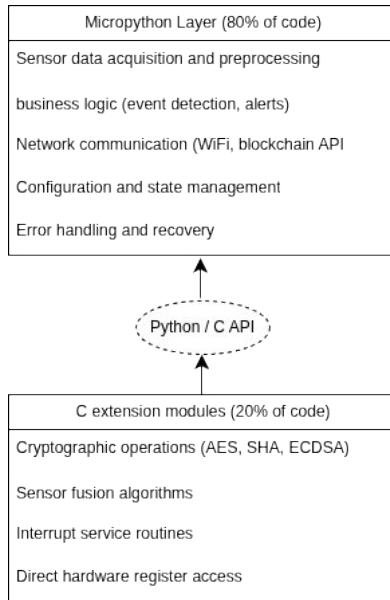 Micropython Layer (80% of code)
Sensor data acquisition and preprocessing
business logic (event detection, alerts)
Network communication (WiFi, blockchain API
Configuration and state management
Error handling and recovery
Python / C API
C extension modules (20% of code)
Cryptographic operations (AES, SHA, ECDSA)
Sensor fusion algorithms
Interrupt service routines
Direct hardware register access